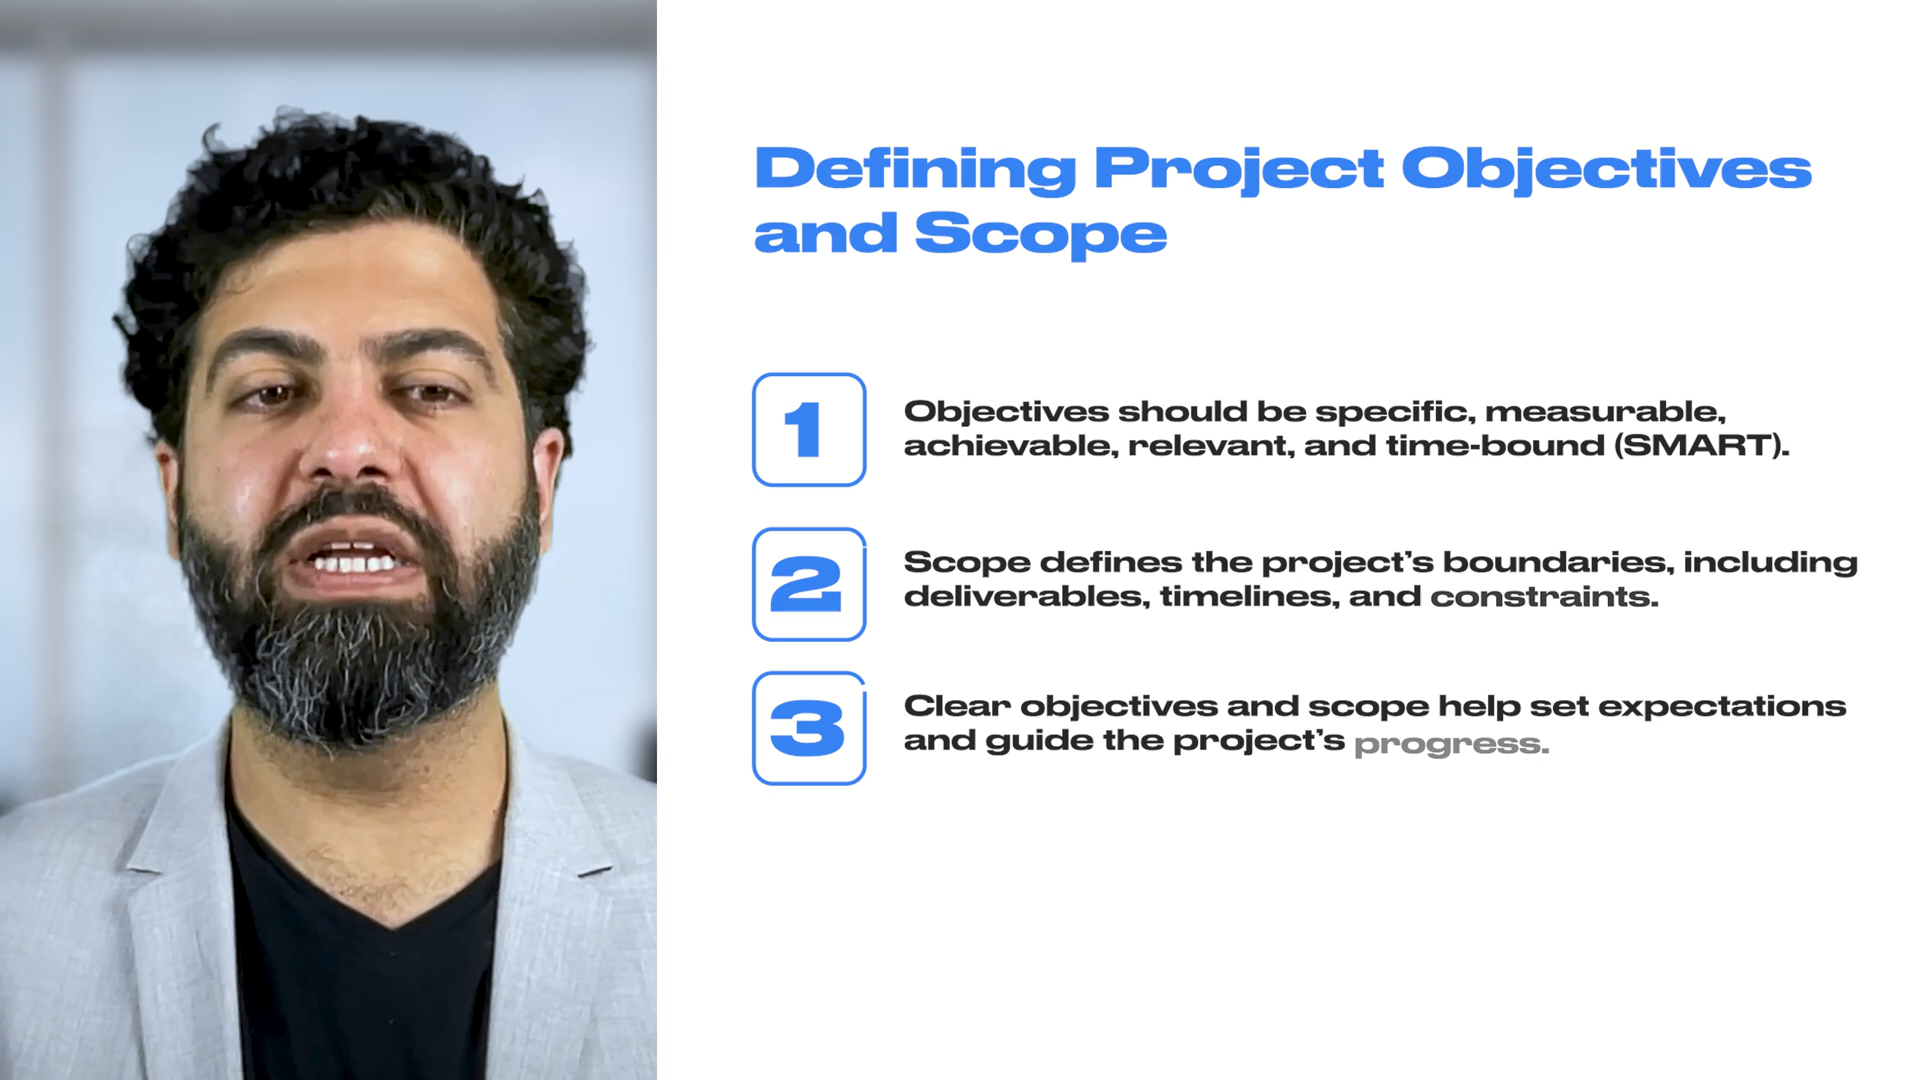 Defining Project Objectives
and Scope
1
Objectives should be specific, measurable,
achievable, relevant, and time-bound (SMART).
2
Scope defines the project’s boundaries, including
deliverables, timelines, and constraints.
3
Clear objectives and scope help set expectations
and guide the project’s progress.